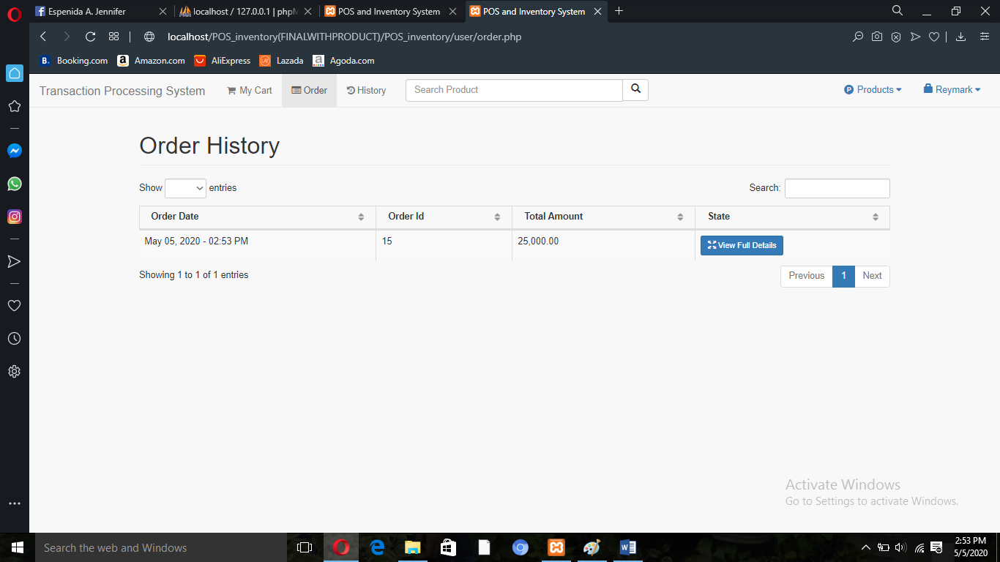 Espenida A. Jennifer
localhost / 127.0.0.1 | phpM
POS and Inventory System
POS and Inventory System
localhost/POS_inventory(FINALWITHPRODUCT)/POS_inventory/user/order.php
B. Booking.com
a Amazon.com
AliExpress
Lazada
a Agoda.com
Transaction Processing System
My Cart
Order
History
Search Product
P Products
Reymark
Order History
Show entries
Search:
Order Date Order Id Total Amount State
May 05, 2020 - 02:53 PM 15 25,000.00 View Full Details
Showing 1 to 1 of 1 entries
Previous 1 Next
Activate Windows
Go to Settings to activate Windows.
Search the web and Windows
2:53 PM
5/5/2020